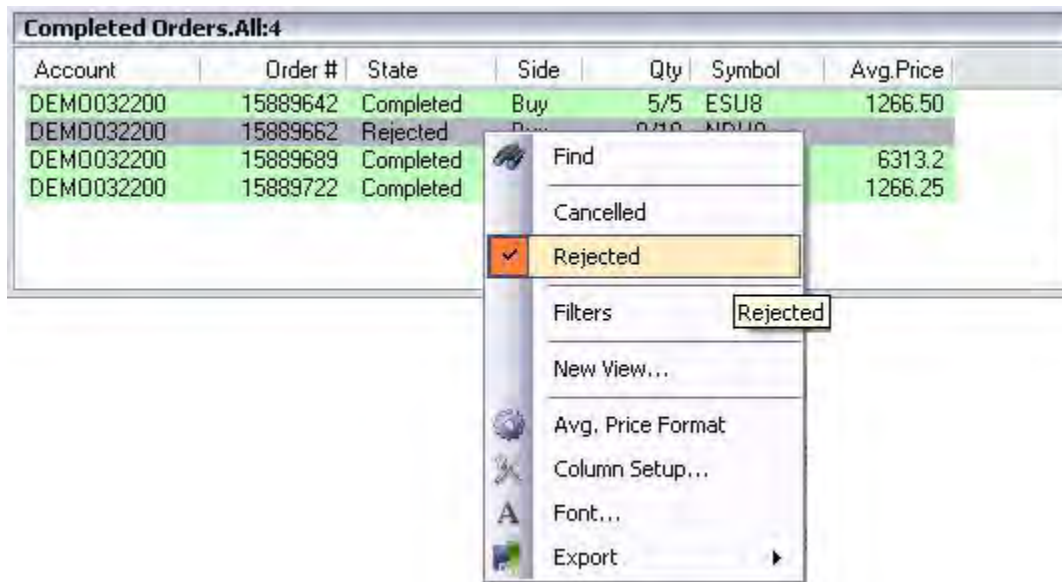 Completed Orders.All:4
Account Order # State Side Qty Symbol Avg.Price
DEMO032200 15889642 Completed Buy 5/5 ESU8 1266.50
DEMO032200 15889662 Rejected
DEMO032200 15889689 Completed 6313.2
DEMO032200 15889722 Completed 1266.25
Find
Cancelled
Rejected
Filters
Rejected
New View...
Avg. Price Format
Column Setup...
A Font...
Export